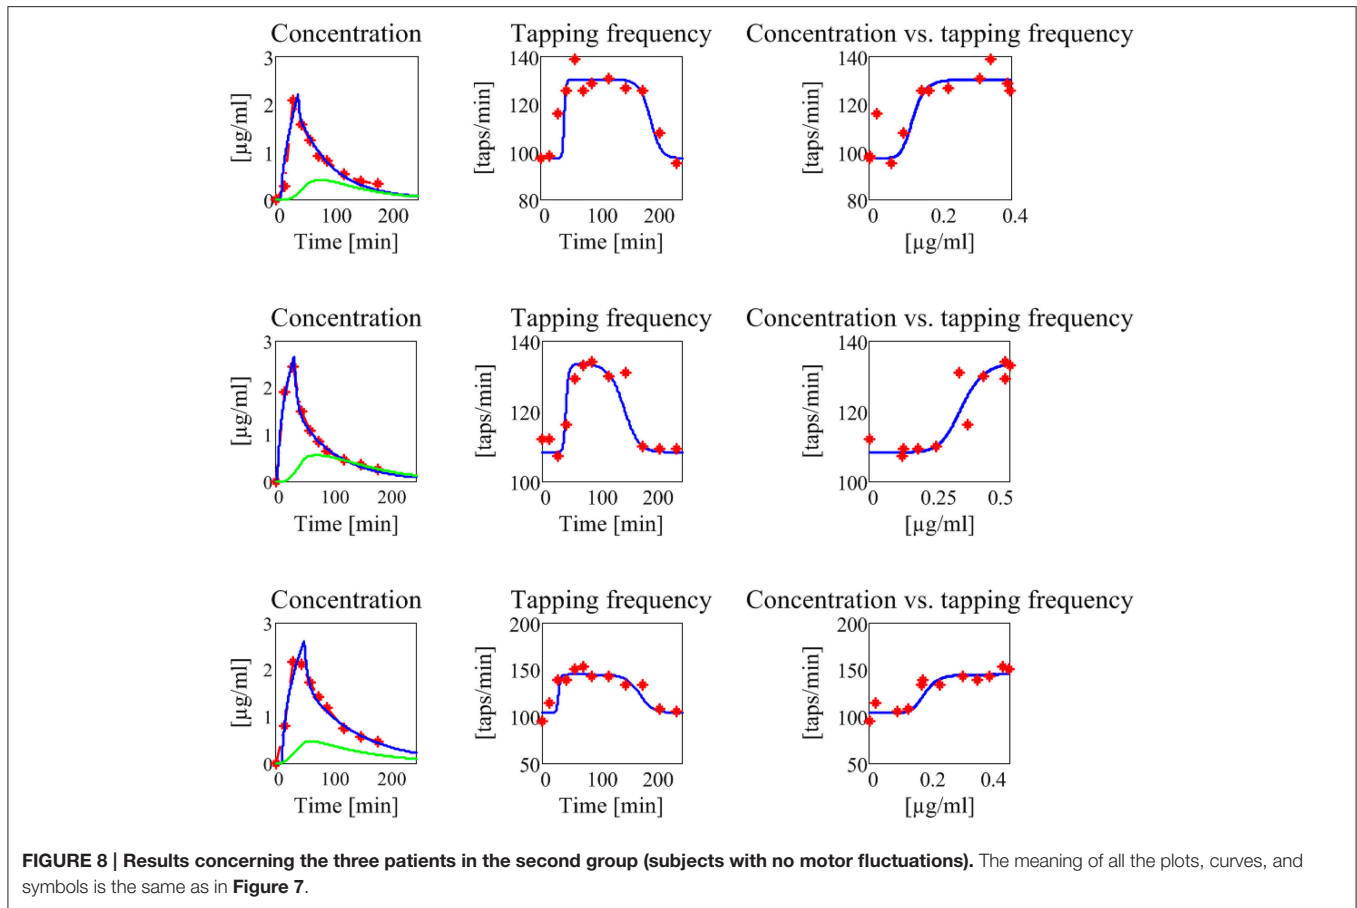 Concentration
Tapping frequency
Concentration vs. tapping frequency
[µg/ml]
3
2
1
0
0 100 200
Time [min]
[taps/min]
140
120
100
80
0 100 200
Time [min]
[taps/min]
140
120
100
80
0 0.2 0.4
[µg/ml]
Concentration
Tapping frequency
Concentration vs. tapping frequency
[µg/ml]
3
2
1
0
0 100 200
Time [min]
[taps/min]
140
120
100
0 100 200
Time [min]
[taps/min]
140
120
100
0 0.25 0.5
[µg/ml]
Concentration
Tapping frequency
Concentration vs. tapping frequency
[µg/ml]
3
2
1
0
0 100 200
Time [min]
[taps/min]
200
150
100
50
0 100 200
Time [min]
[taps/min]
200
150
100
50
0 0.2 0.4
[µg/ml]
FIGURE 8 | Results concerning the three patients in the second group (subjects with no motor fluctuations). The meaning of all the plots, curves, and
symbols is the same as in Figure 7.